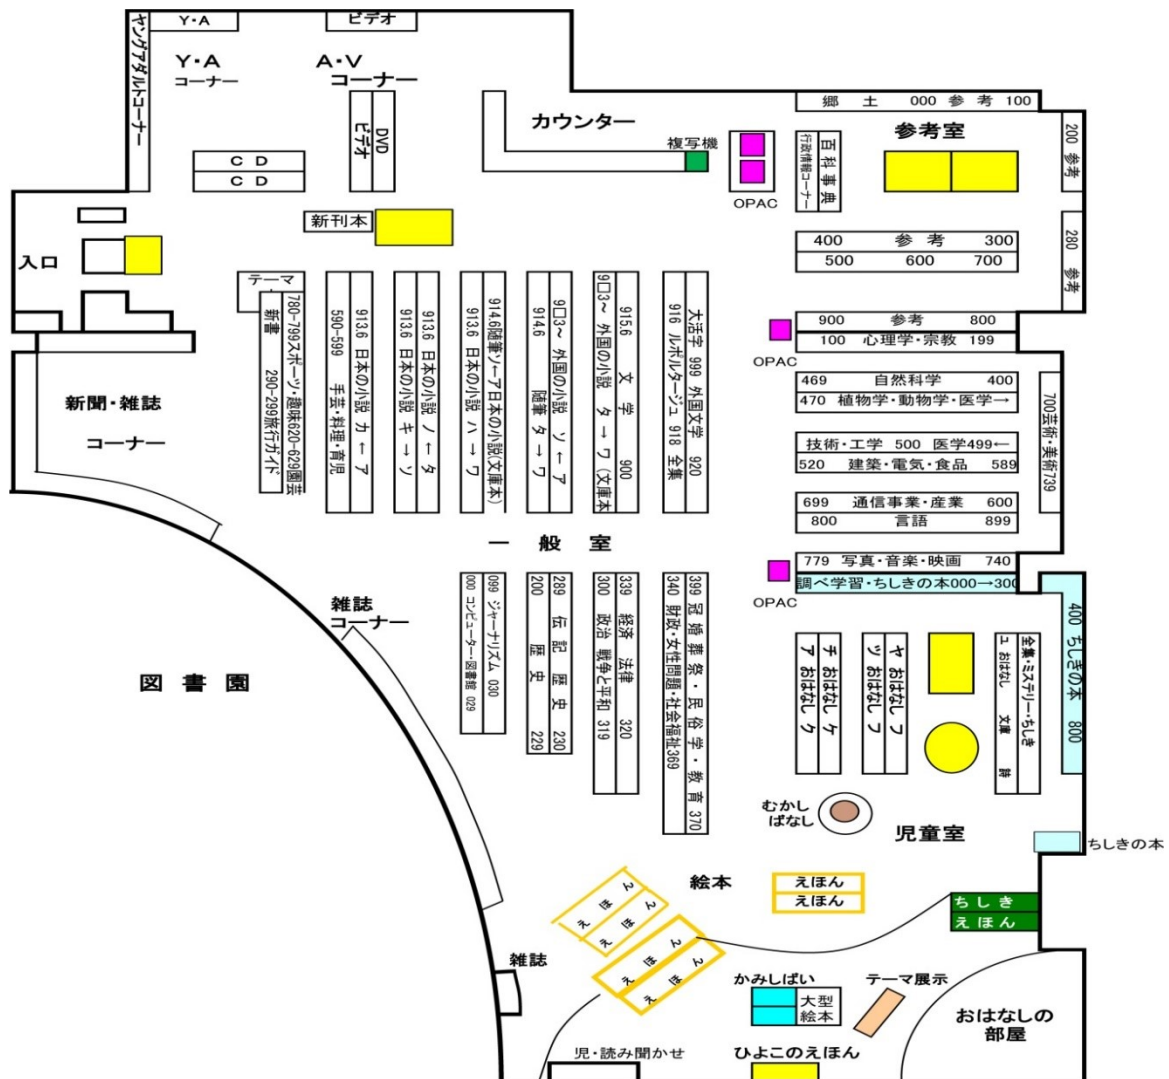 Y・A
ビデオ
ヤングアダルトコーナー
Y・A
コーナー
A・V
コーナー
ビデオ
DVD
CD
CD
カウンター
複写機
OPAC
郷土 000 参考 100
参考室
行政情報コーナー
百科事典
200 参考
280 参考
400 参考 300
500 600 700
入口
新刊本
テーマ
新書 290-299旅行ガイド
780-799スポーツ・趣味620-629園芸
590-599 手芸・料理・育児
913.6 日本の小説 カ ← ア
913.6 日本の小説 キ → ソ
913.6 日本の小説 ノ ← タ
913.6 日本の小説 ハ → ワ
914.6随筆ソ←ア日本の小説(文庫本)
914.6 随筆 タ → ワ
9□3~ 外国の小説 ソ ← ア
9□3~ 外国の小説 タ → ワ (文庫本
915.6 文学 900
916 ルポルタージュ 918 全集
大活字 999 外国文学 920
OPAC
900 参考 800
100 心理学・宗教 199
469 自然科学 400
470 植物学・動物学・医学→
技術・工学 500 医学499←
520 建築・電気・食品 589
699 通信事業・産業 600
800 言語 899
700芸術・美術739
779 写真・音楽・映画 740
調べ学習・ちしきの本000→300
OPAC
新聞・雑誌
コーナー
一般室
雑誌
コーナー
図書園
000 コンピューター・図書館 029
099 ジャーナリズム 030
200 歴史 229
289 伝記 歴史 230
300 政治 戦争と平和 319
339 経済 法律 320
340 財政・女性問題・社会福祉369
399 冠婚葬祭・民俗学・教育 370
ア おはなし ク
チ おはなし ケ
ツ おはなし フ
ヤ おはなし フ
ユ おはなし 文庫 詩
全集・ミステリー・ちしき
400 ちしきの本 800
むかし
ばなし
児童室
ちしきの本
絵本
えほん
えほん
えほん
えほん
えほん
えほん
ちしき
えほん
雑誌
かみしばい
大型
絵本
テーマ展示
おはなしの
部屋
児・読み聞かせ
ひよこのえほん